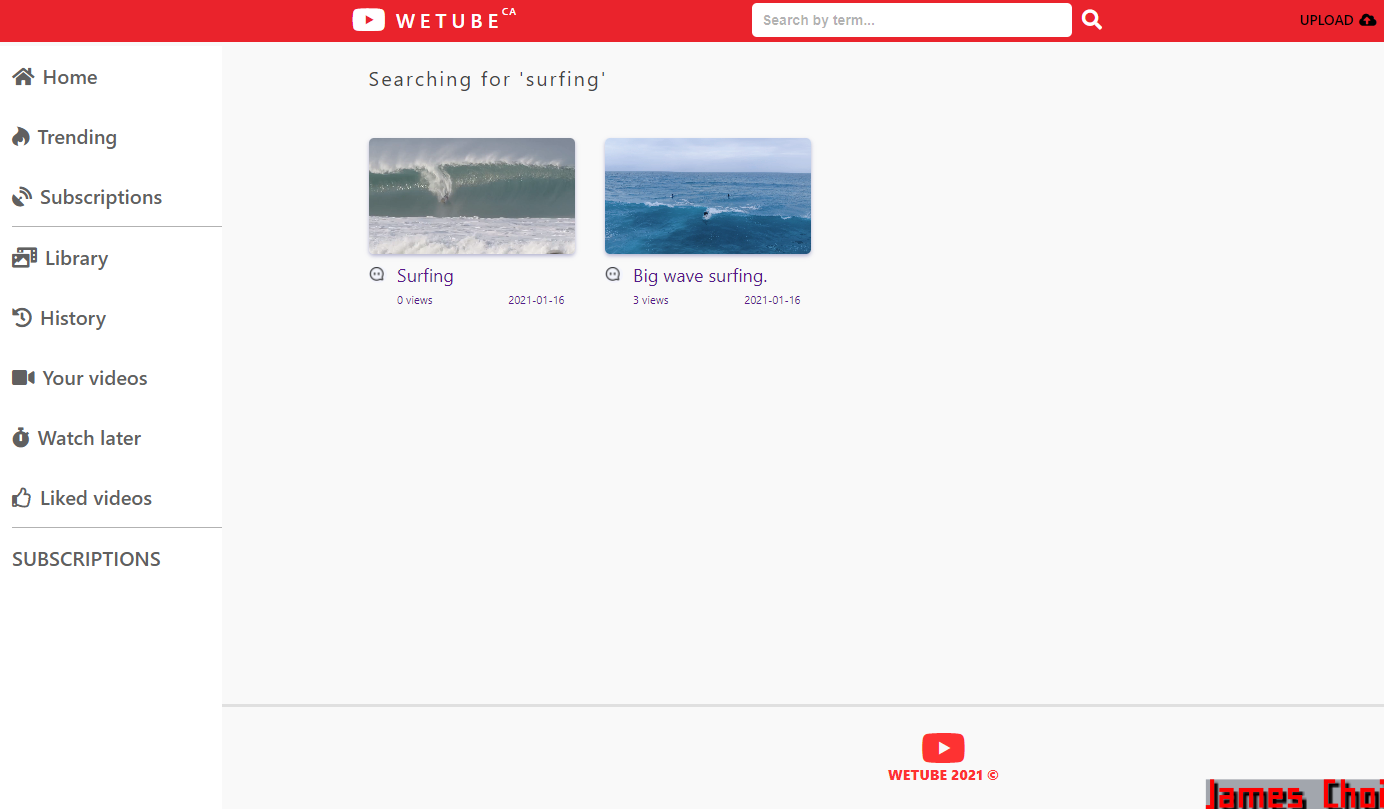 WETUBE CA
Search by term...
UPLOAD
Home
Trending
Subscriptions
Library
History
Your videos
Watch later
Liked videos
SUBSCRIPTIONS
Searching for 'surfing'
Surfing
0 views 2021-01-16
Big wave surfing.
3 views 2021-01-16
WETUBE 2021 ©
James Choi